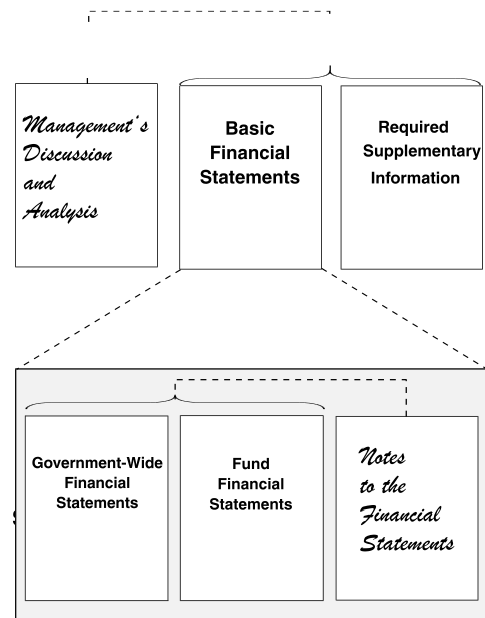 Management's
Discussion
and
Analysis
Basic
Financial
Statements
Required
Supplementary
Information
Government-Wide
Financial
Statements
Fund
Financial
Statements
Notes
to the
Financial
Statements